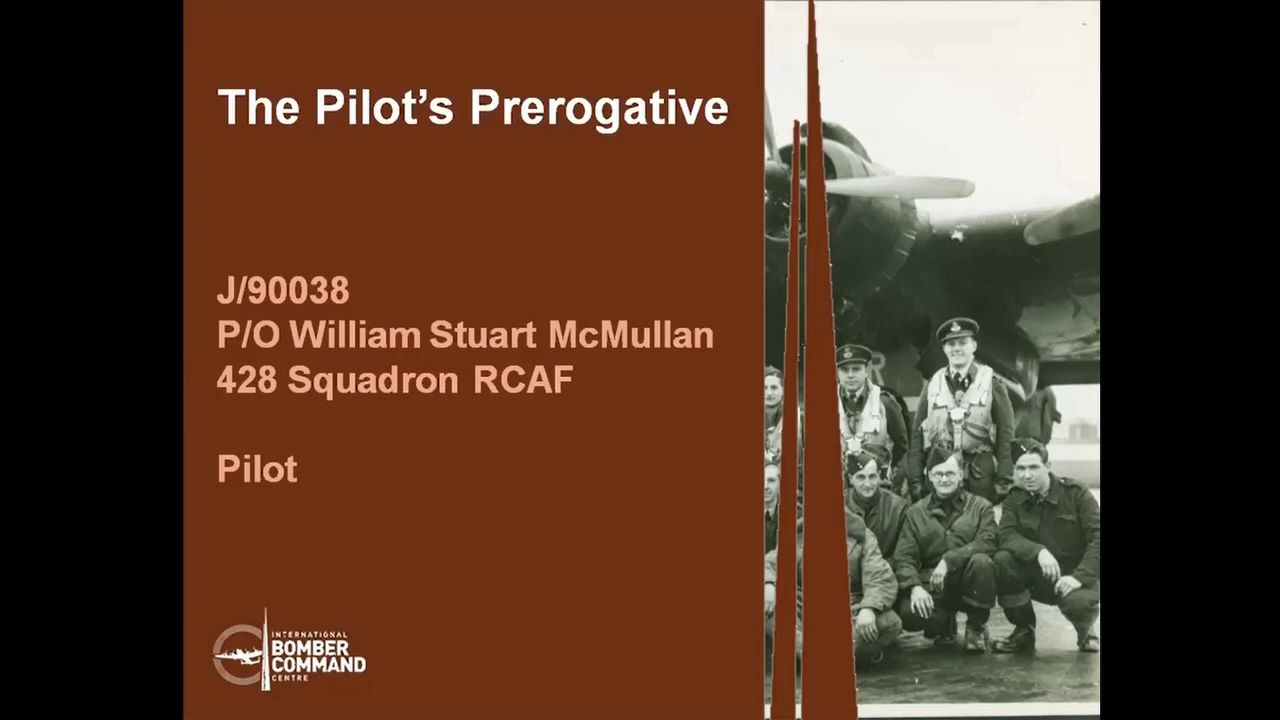 The Pilot’s Prerogative
J/90038
P/O William Stuart McMullan
428 Squadron RCAF
Pilot
INTERNATIONAL
BOMBER
COMMAND
CENTRE